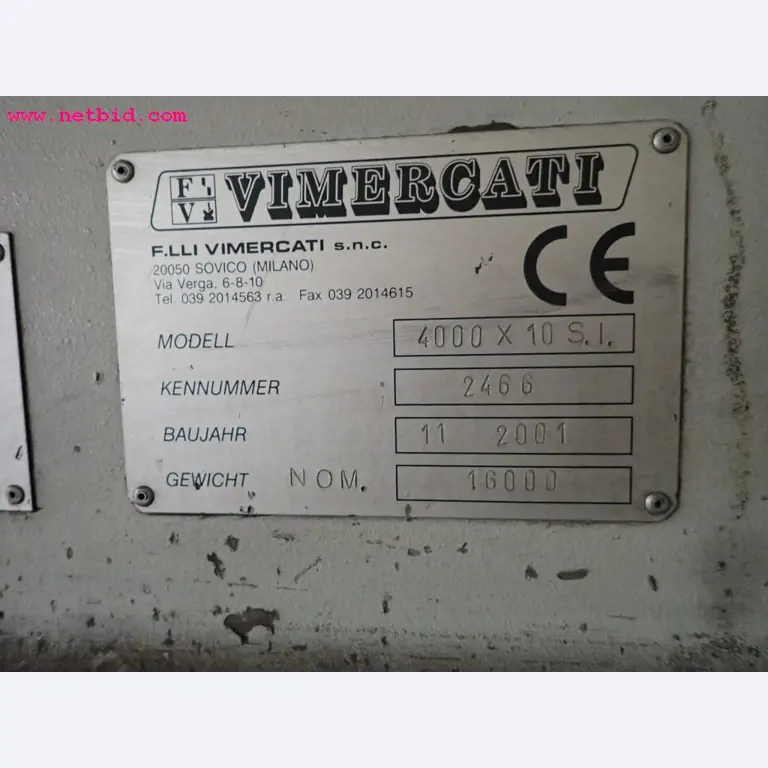 www.netbid.com
FV VIMERCATI
F.LLI VIMERCATI s.n.c.
20050 SOVICO (MILANO)
Via Verga, 6-8-10
Tel. 039 2014563 r.a. Fax 039 2014615
CE
MODELL 4000 X 10 S.I.
KENNUMMER 2466
BAUJAHR 11 2001
GEWICHT NOM. 16000